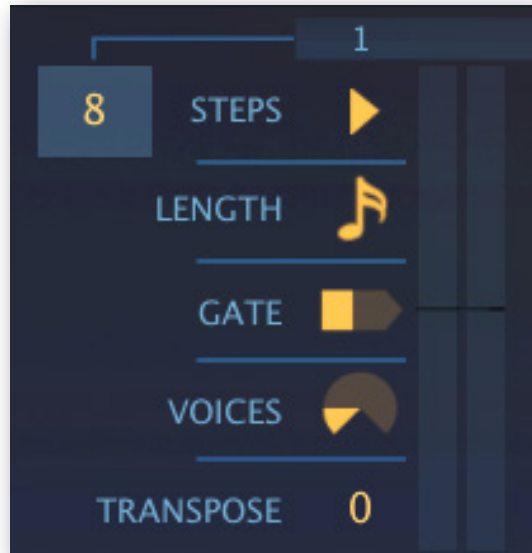 1
8 STEPS
LENGTH
GATE
VOICES
TRANSPOSE 0